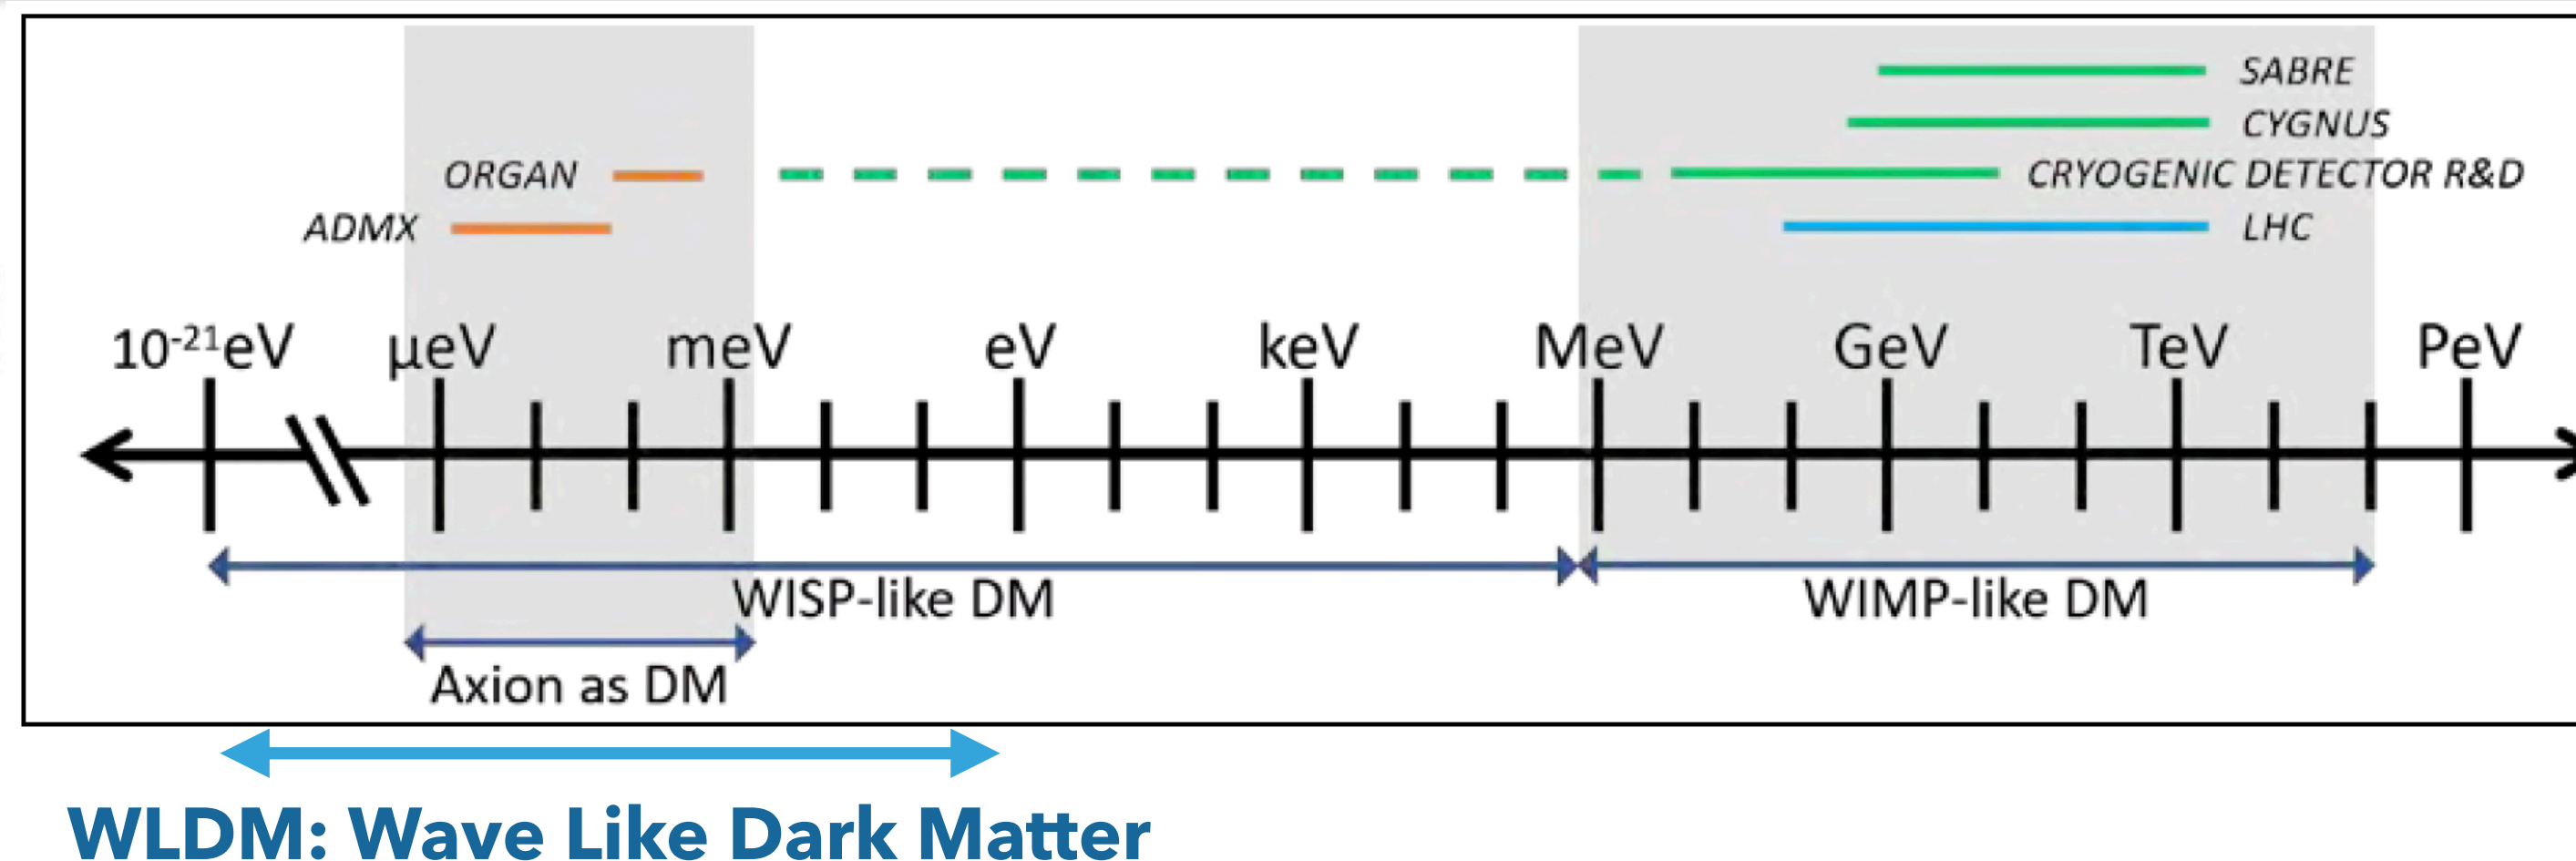 SABRE
CYGNUS
ORGAN
CRYOGENIC DETECTOR R&D
ADMX
LHC
10⁻²¹eV µeV meV eV keV MeV GeV TeV PeV
WISP-like DM
WIMP-like DM
Axion as DM
WLDM: Wave Like Dark Matter